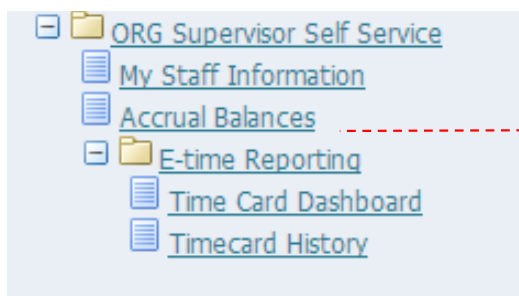 ORG Supervisor Self Service
My Staff Information
Accrual Balances
E-time Reporting
Time Card Dashboard
Timecard History